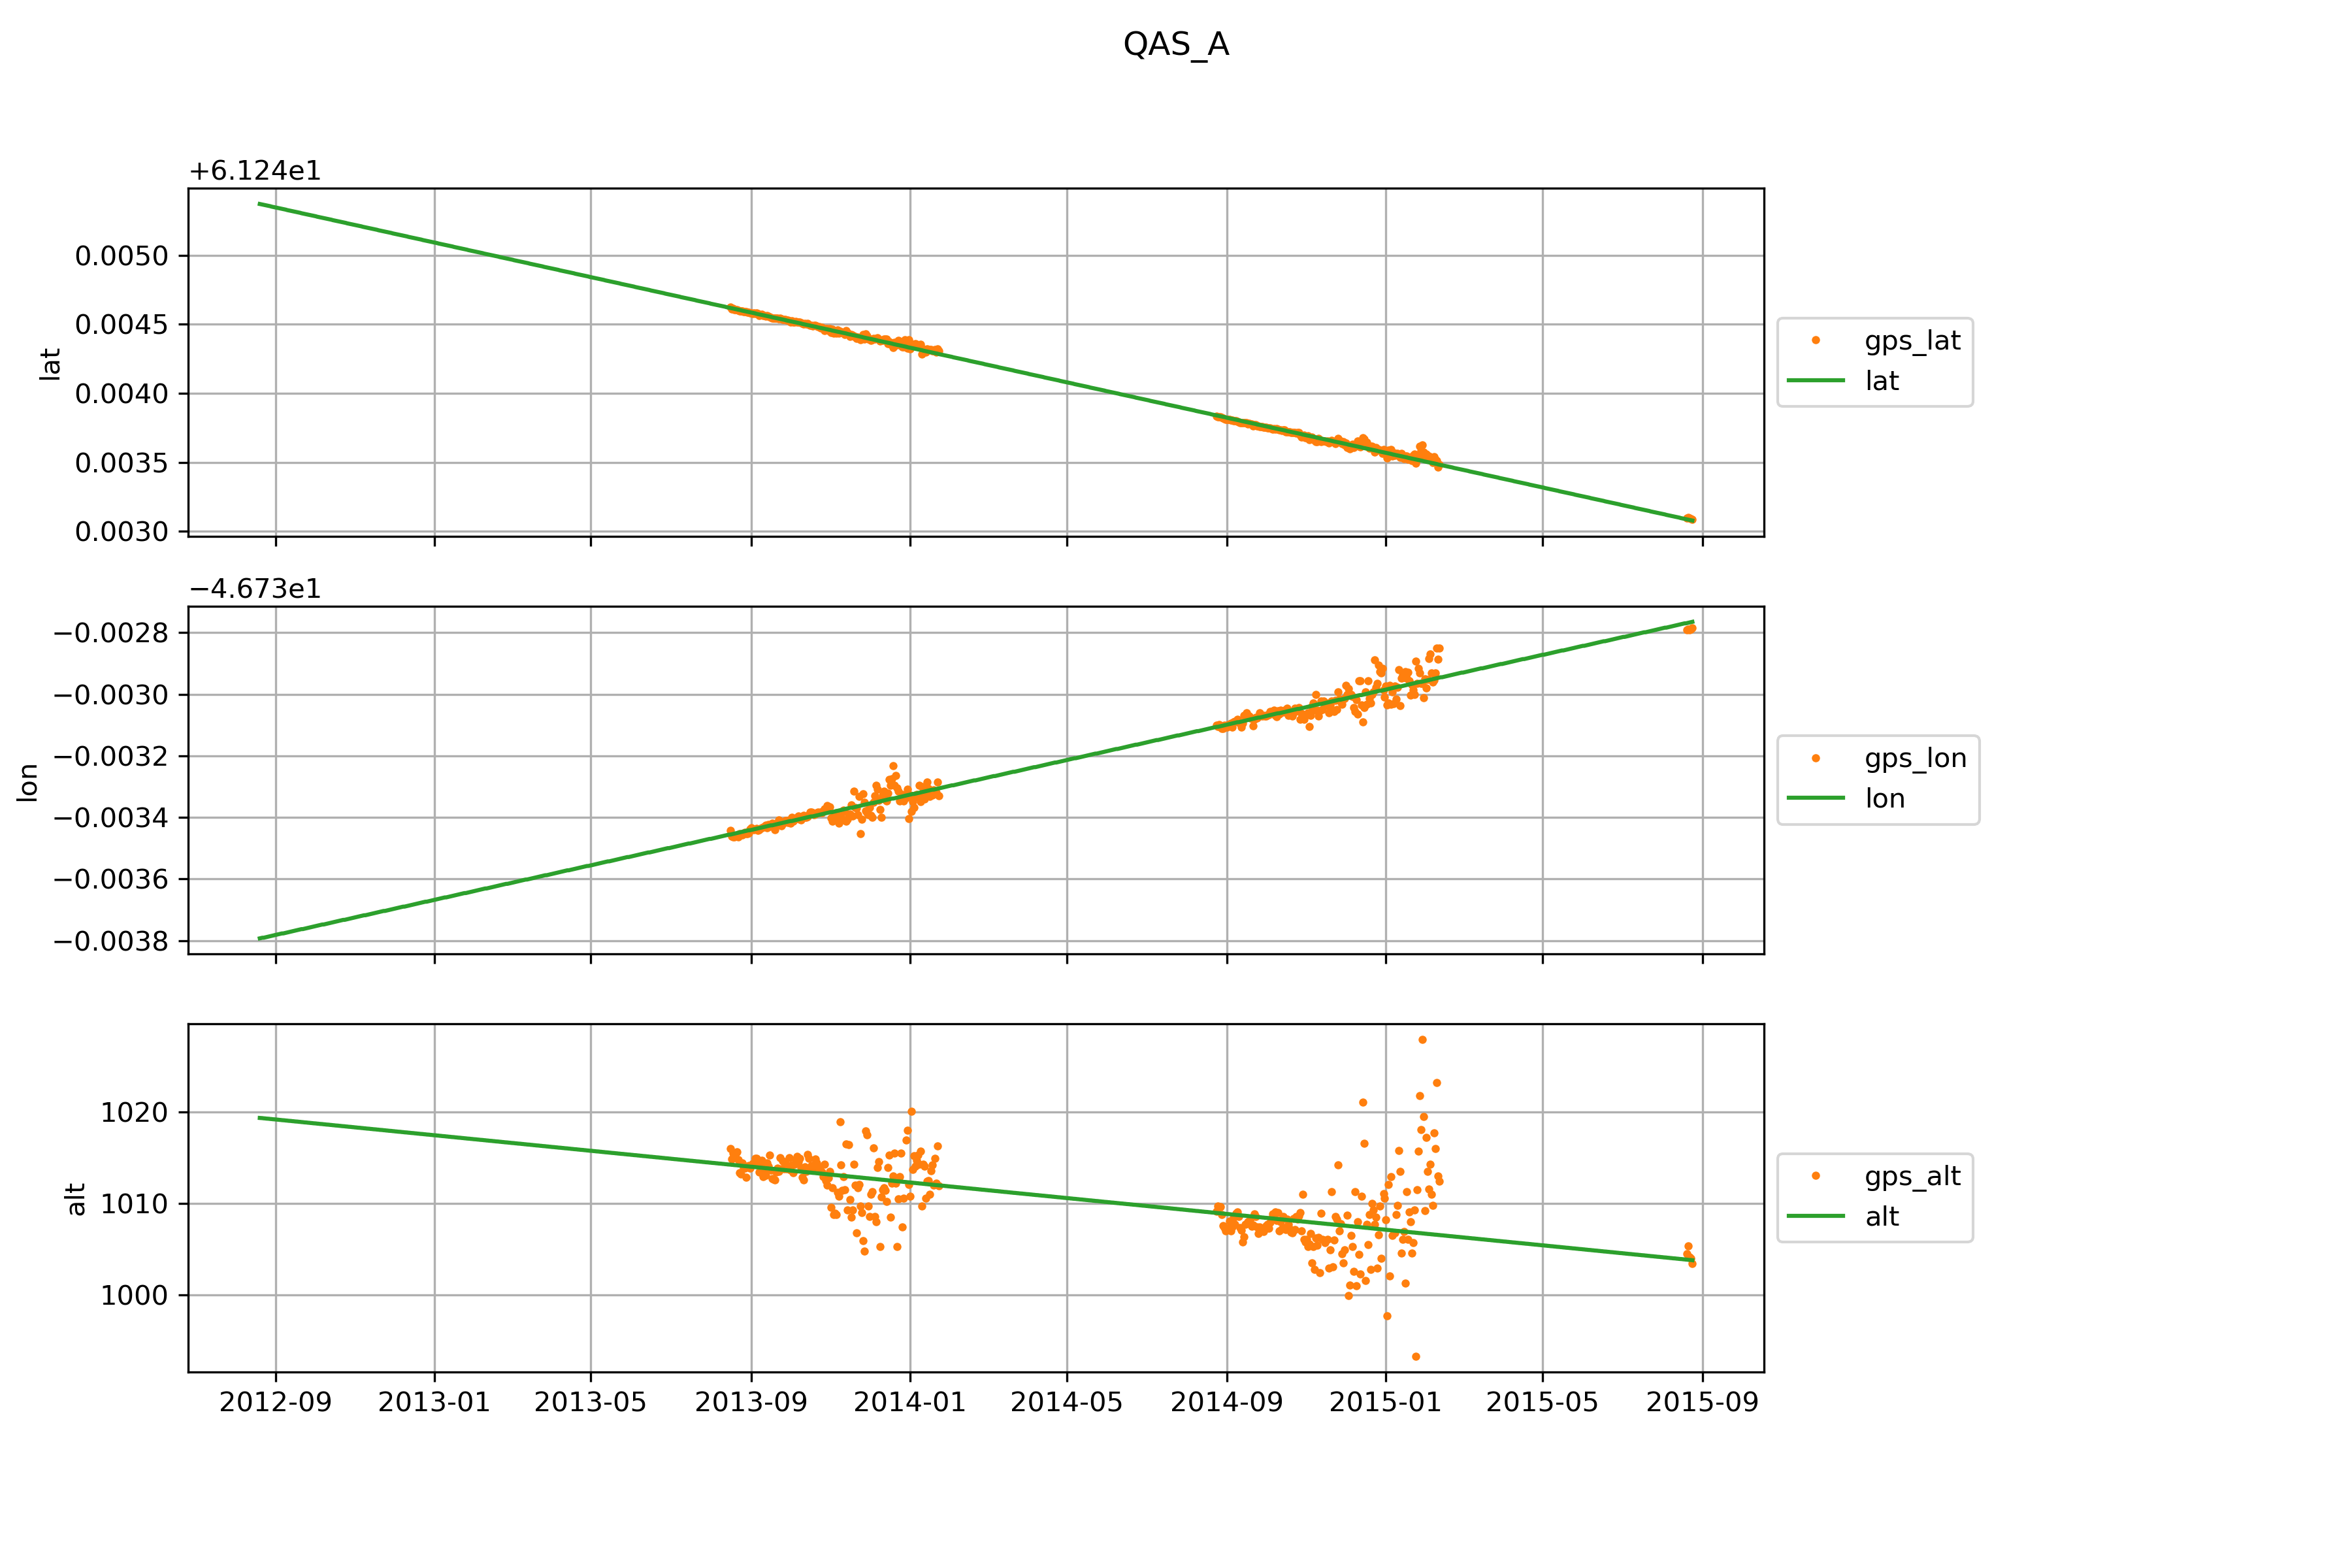 QAS_A
+6.124e1
0.0050
0.0045
0.0040
0.0035
0.0030
lat
gps_lat
lat
−4.673e1
−0.0028
−0.0030
−0.0032
−0.0034
−0.0036
−0.0038
lon
gps_lon
lon
1020
1010
1000
alt
gps_alt
alt
2012-09 2013-01 2013-05 2013-09 2014-01 2014-05 2014-09 2015-01 2015-05 2015-09